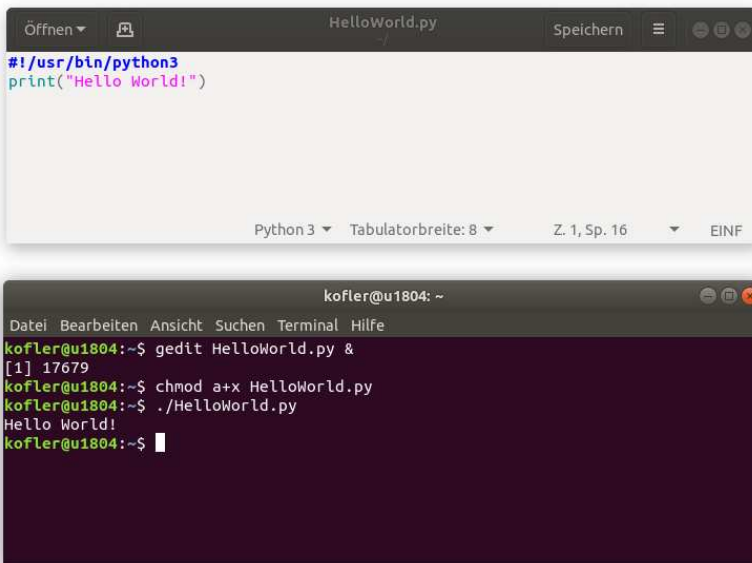 Öffnen HelloWorld.py Speichern
~/
#!/usr/bin/python3
print("Hello World!")
Python 3 Tabulatorbreite: 8 Z. 1, Sp. 16 EINF
kofler@u1804: ~
Datei Bearbeiten Ansicht Suchen Terminal Hilfe
kofler@u1804:~$ gedit HelloWorld.py &
[1] 17679
kofler@u1804:~$ chmod a+x HelloWorld.py
kofler@u1804:~$ ./HelloWorld.py
Hello World!
kofler@u1804:~$